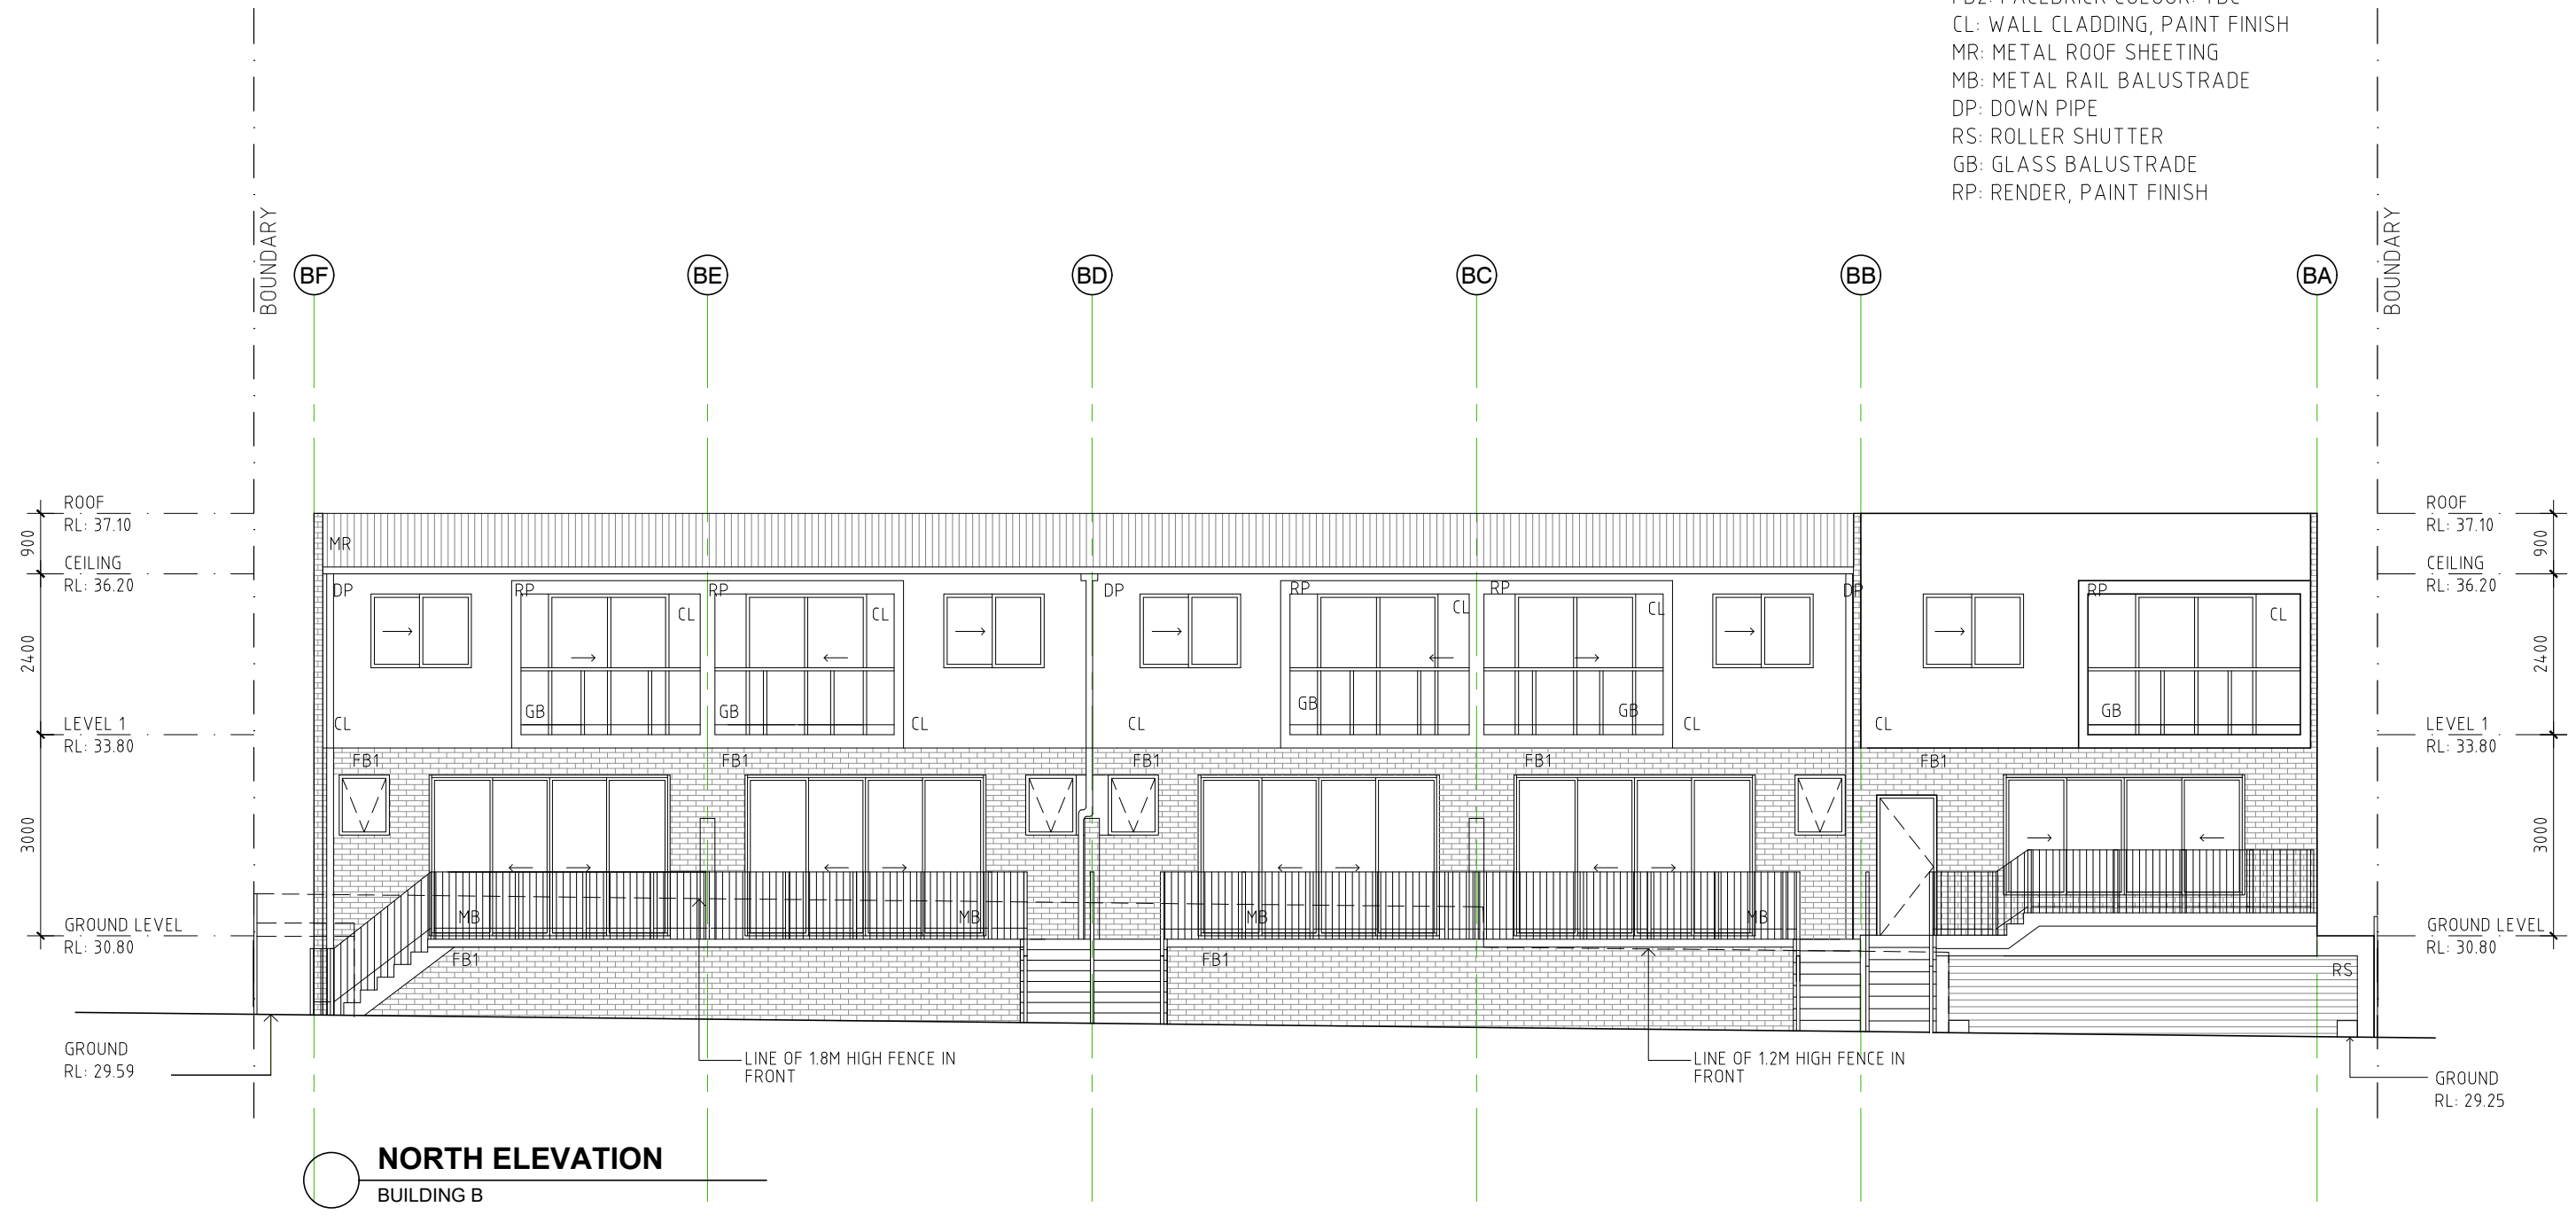 FB2: FACEBRICK COLOUR: TBC
CL: WALL CLADDING, PAINT FINISH
MR: METAL ROOF SHEETING
MB: METAL RAIL BALUSTRADE
DP: DOWN PIPE
RS: ROLLER SHUTTER
GB: GLASS BALUSTRADE
RP: RENDER, PAINT FINISH
BOUNDARY
BOUNDARY
BF
BE
BD
BC
BB
BA
ROOF
RL: 37.10
900
CEILING
RL: 36.20
2400
LEVEL 1
RL: 33.80
3000
GROUND LEVEL
RL: 30.80
GROUND
RL: 29.59
MR
DP
RP
RP
DP
RP
RP
DP
RP
CL
CL
CL
CL
CL
GB
GB
GB
GB
GB
CL
CL
CL
CL
CL
FB1
FB1
FB1
FB1
FB1
MB
MB
MB
MB
FB1
FB1
RS
ROOF
RL: 37.10
900
CEILING
RL: 36.20
2400
LEVEL 1
RL: 33.80
3000
GROUND LEVEL
RL: 30.80
LINE OF 1.8M HIGH FENCE IN
FRONT
LINE OF 1.2M HIGH FENCE IN
FRONT
GROUND
RL: 29.25
NORTH ELEVATION
BUILDING B